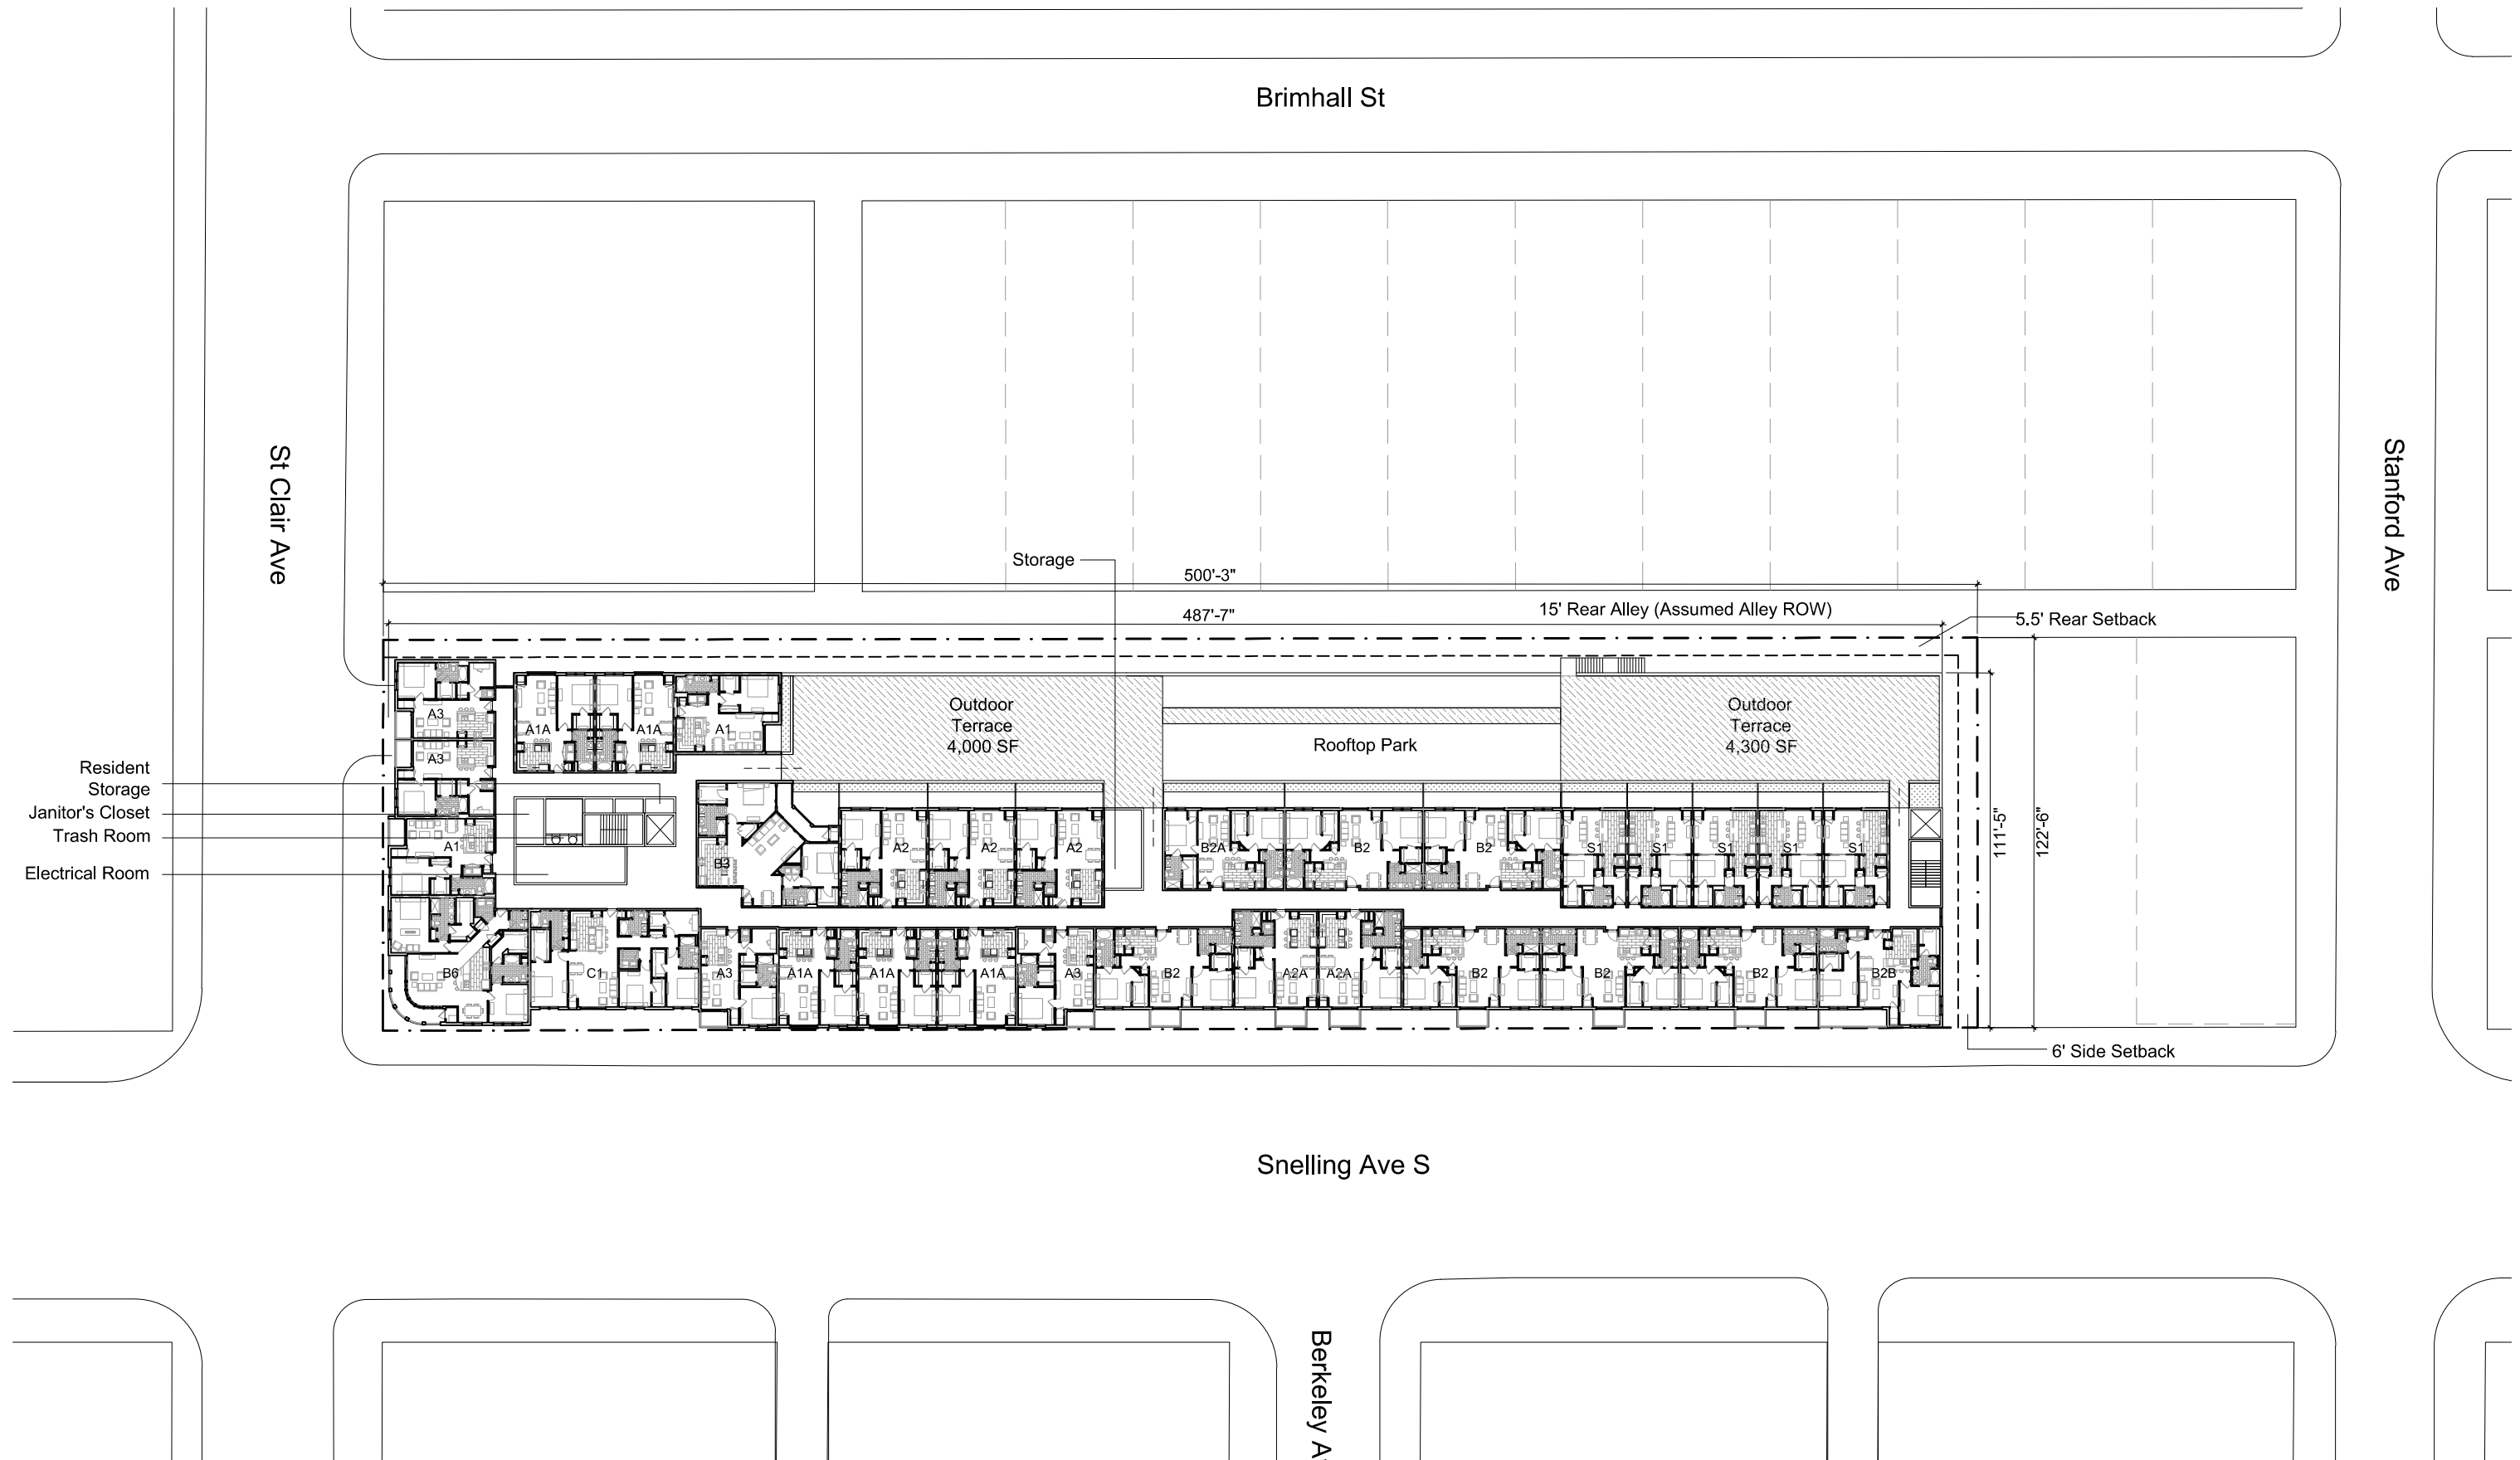 Brimhall St
St Clair Ave
Stanford Ave
Storage
500'-3"
487'-7"
15' Rear Alley (Assumed Alley ROW)
5.5' Rear Setback
Outdoor
Terrace
4,000 SF
Rooftop Park
Outdoor
Terrace
4,300 SF
A3
A1A
A1A
A1
A3
Resident
Storage
Janitor's Closet
Trash Room
Electrical Room
A1
B3
A2
A2
A2
B2A
B2
B2
S1
S1
S1
S1
S1
111'-5"
122'-6"
B6
C1
A3
A1A
A1A
A1A
A3
B2
A2A
A2A
B2
B2
B2
B2B
6' Side Setback
Snelling Ave S
Berkeley